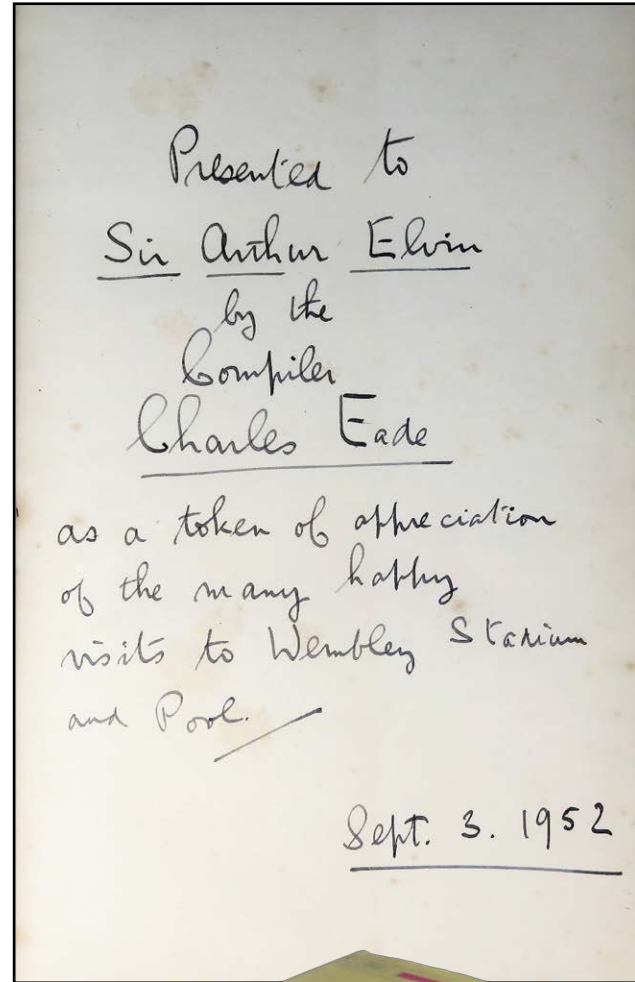 Presented to
Sir Arthur Elvin
by the
Compiler
Charles Eade
as a token of appreciation
of the many happy
visits to Wembley Stadium
and Pool.
Sept. 3. 1952